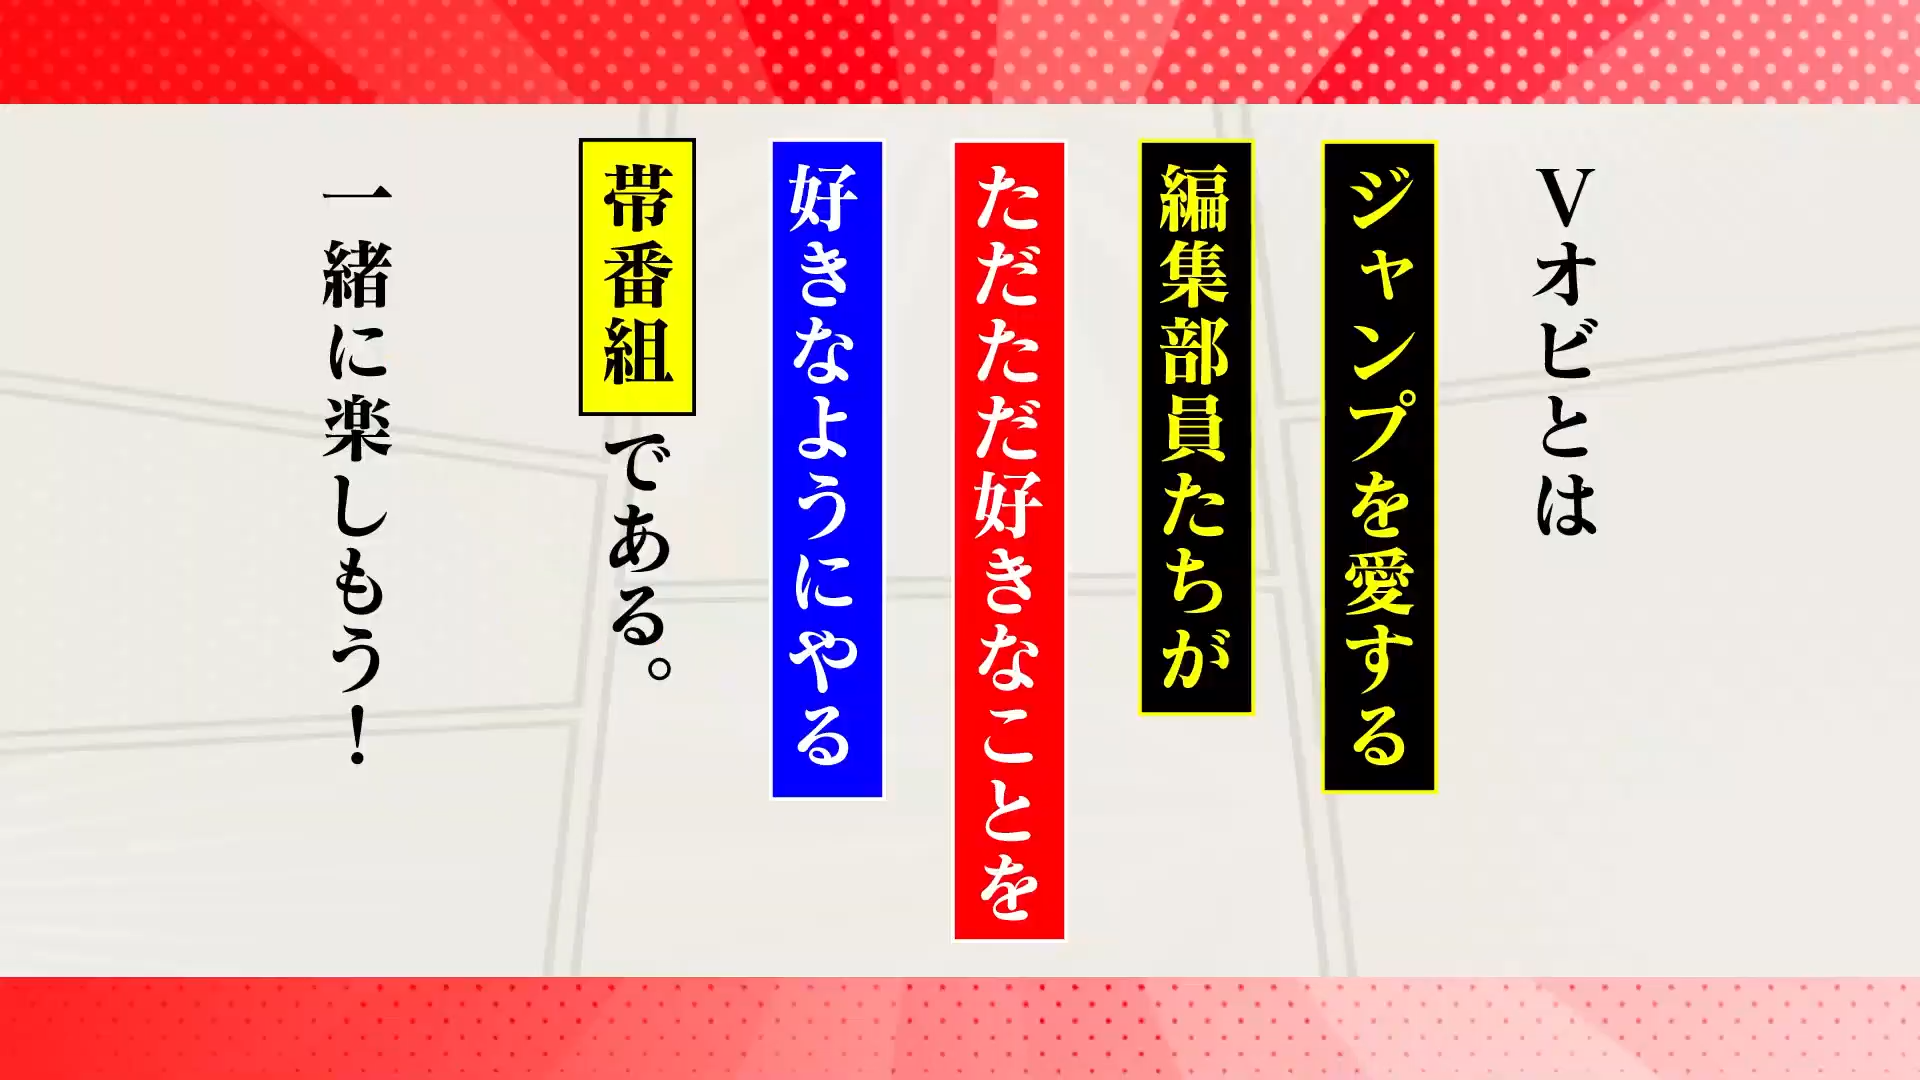 Vオビとは
ジャンプを愛する
編集部員たちが
ただただ好きなことを
好きなようにやる
帯番組である。
一緒に楽しもう！